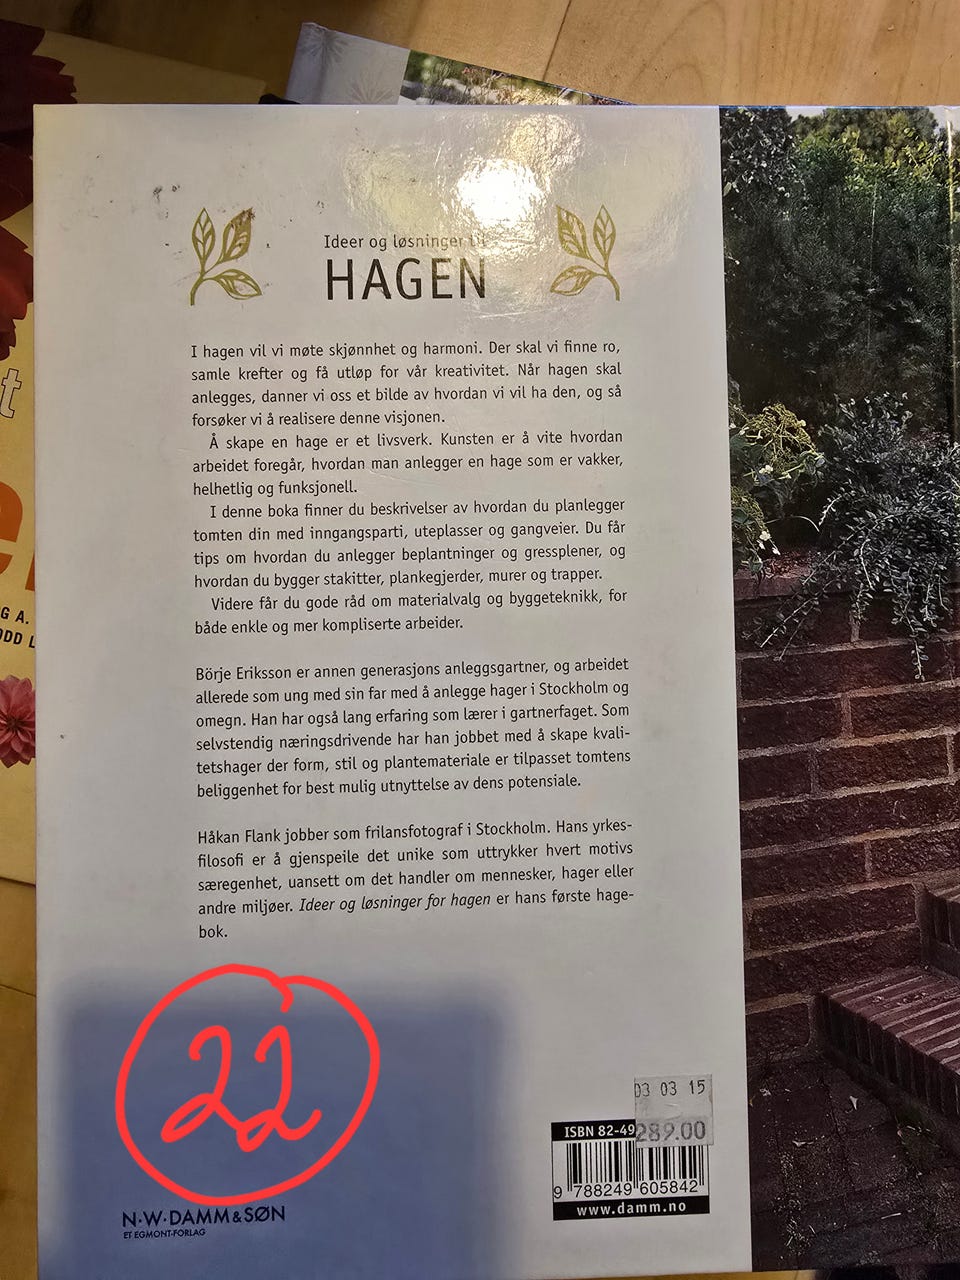 Ideer og løsninger til
HAGEN
I hagen vil vi møte skjønnhet og harmoni. Der skal vi finne ro,
samle krefter og få utløp for vår kreativitet. Når hagen skal
anlegges, danner vi oss et bilde av hvordan vi vil ha den, og så
forsøker vi å realisere denne visjonen.
Å skape en hage er et livsverk. Kunsten er å vite hvordan
arbeidet foregår, hvordan man anlegger en hage som er vakker,
helhetlig og funksjonell.
I denne boka finner du beskrivelser av hvordan du planlegger
tomten din med inngangsparti, uteplasser og gangveier. Du får
tips om hvordan du anlegger beplantninger og gressplener, og
hvordan du bygger stakitter, plankegjerder, murer og trapper.
Videre får du gode råd om materialvalg og byggeteknikk, for
både enkle og mer kompliserte arbeider.
Börje Eriksson er annen generasjons anleggsgartner, og arbeidet
allerede som ung med sin far med å anlegge hager i Stockholm og
omegn. Han har også lang erfaring som lærer i gartnerfaget. Som
selvstendig næringsdrivende har han jobbet med å skape kvali-
tetshager der form, stil og plantemateriale er tilpasset tomtens
beliggenhet for best mulig utnyttelse av dens potensiale.
Håkan Flank jobber som frilansfotograf i Stockholm. Hans yrkes-
filosofi er å gjenspeile det unike som uttrykker hvert motivs
særegenhet, uansett om det handler om mennesker, hager eller
andre miljøer. Ideer og løsninger for hagen er hans første hage-
bok.
22
N·W·DAMM & SØN
ET EGMONT-FORLAG
03 03 15
289.00
ISBN 82-49
9 788249 605842
www.damm.no
t
G A.
ODD L